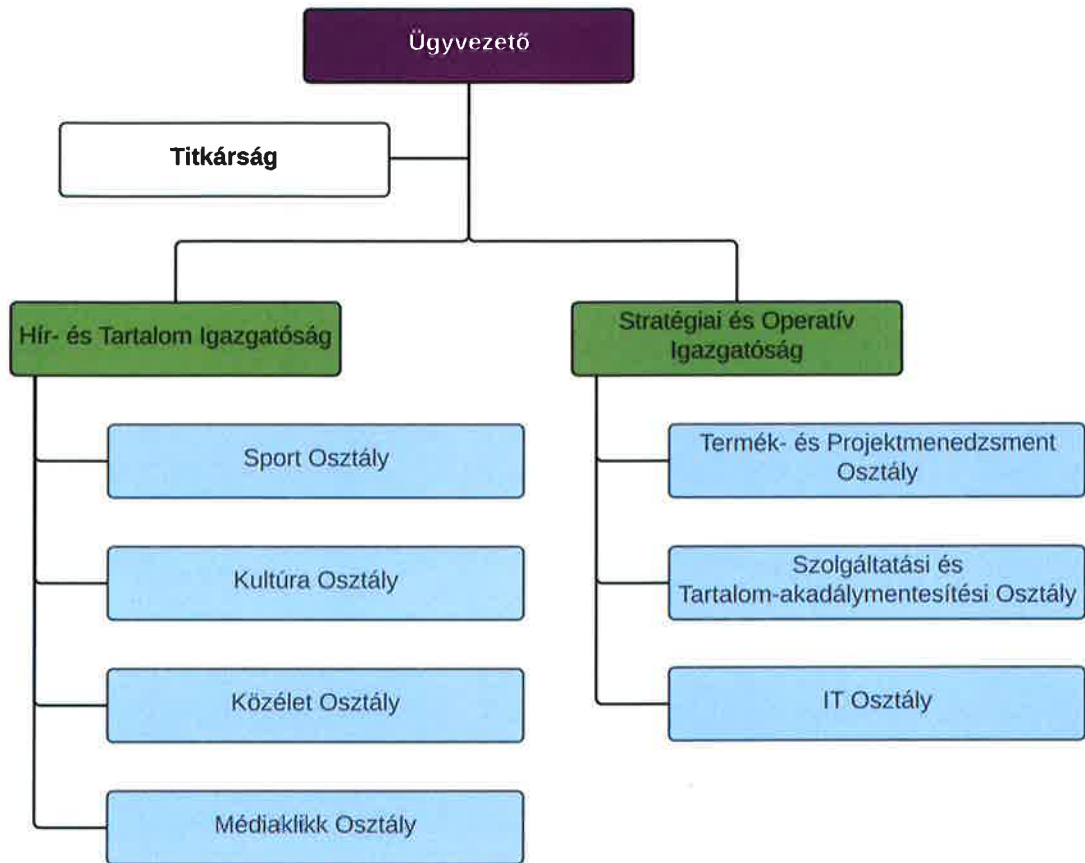 Ügyvezető
Titkárság
Hír- és Tartalom Igazgatóság
Stratégiai és Operatív
Igazgatóság
Sport Osztály
Kultúra Osztály
Közélet Osztály
Médiaklikk Osztály
Termék- és Projektmenedzsment
Osztály
Szolgáltatási és
Tartalom-akadálymentesítési Osztály
IT Osztály